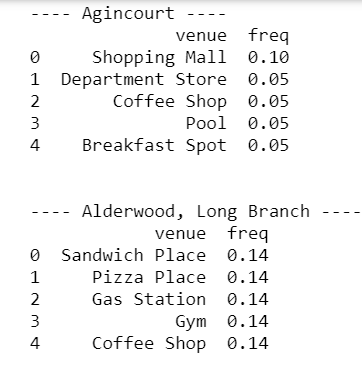 ---- Agincourt ----
venue freq
0 Shopping Mall 0.10
1 Department Store 0.05
2 Coffee Shop 0.05
3 Pool 0.05
4 Breakfast Spot 0.05
---- Alderwood, Long Branch ----
venue freq
0 Sandwich Place 0.14
1 Pizza Place 0.14
2 Gas Station 0.14
3 Gym 0.14
4 Coffee Shop 0.14